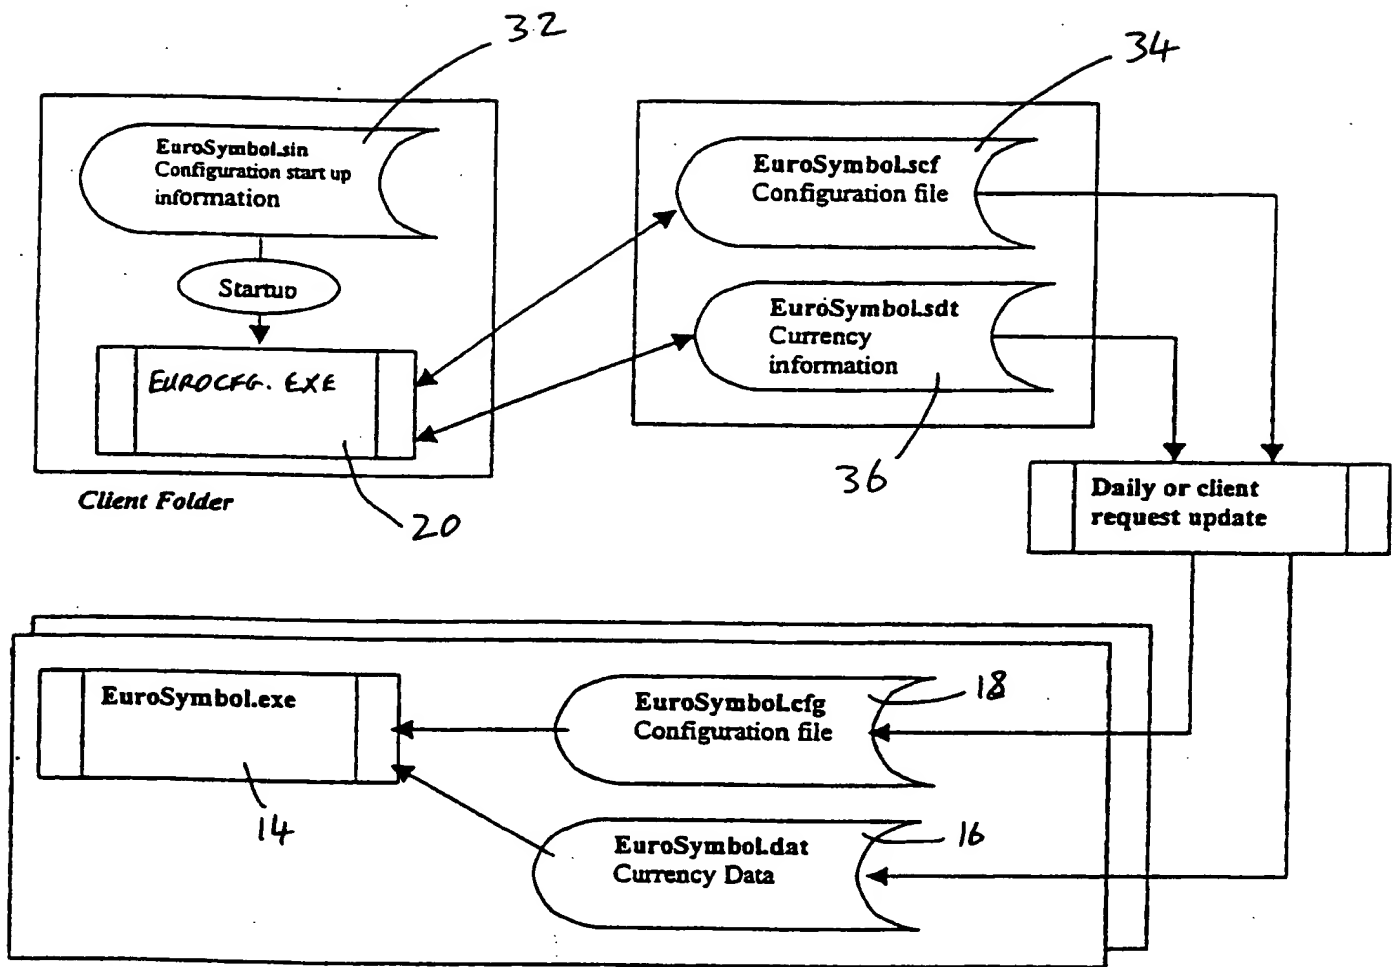 32
34
EuroSymbol.sin
Configuration start up
information
Startup
EUROCFG. EXE
20
Client Folder
EuroSymbol.scf
Configuration file
EuroSymbol.sdt
Currency
information
36
Daily or client
request update
EuroSymbol.exe
14
EuroSymbol.cfg
Configuration file
18
EuroSymbol.dat
Currency Data
16